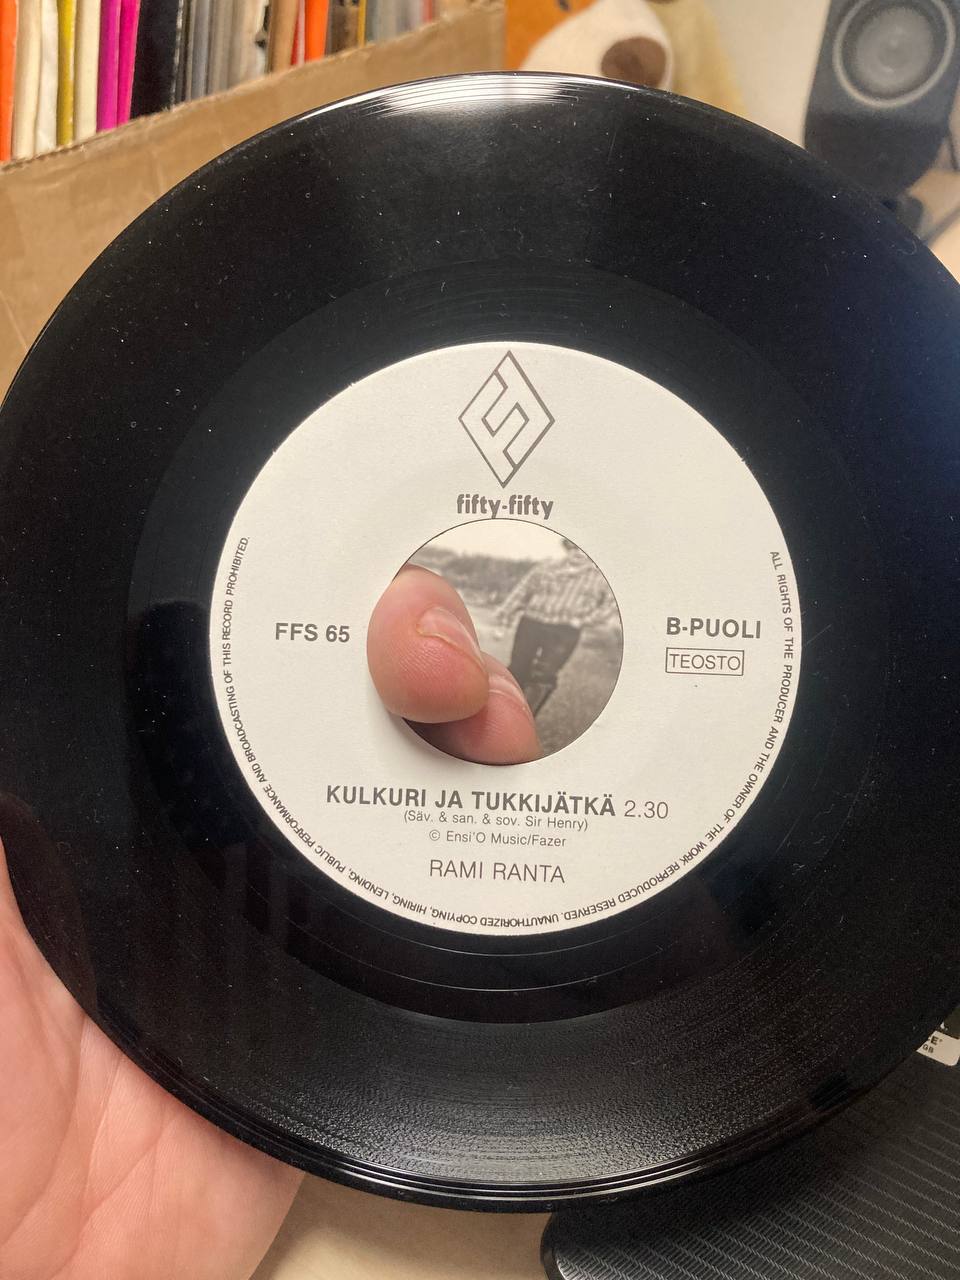 fifty-fifty
FFS 65
B-PUOLI
TEOSTO
KULKURI JA TUKKIJÄTKÄ 2.30
(Säv. & san. & sov. Sir Henry)
© Ensi'O Music/Fazer
RAMI RANTA
ALL RIGHTS OF THE PRODUCER AND THE OWNER OF THE WORK REPRODUCED RESERVED. UNAUTHORIZED COPYING, HIRING, LENDING, PUBLIC PERFORMANCE AND BROADCASTING OF THIS RECORD PROHIBITED.